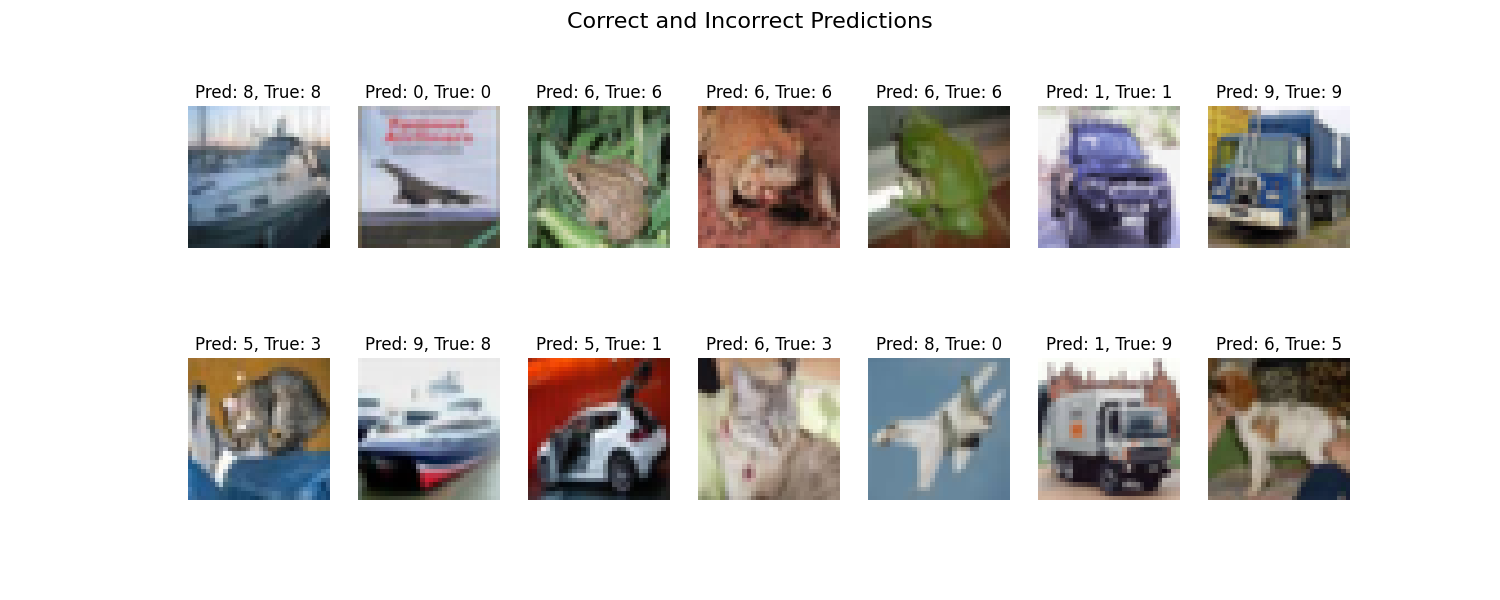 Correct and Incorrect Predictions
Pred: 8, True: 8
Pred: 0, True: 0
Pred: 6, True: 6
Pred: 6, True: 6
Pred: 6, True: 6
Pred: 1, True: 1
Pred: 9, True: 9
Pred: 5, True: 3
Pred: 9, True: 8
Pred: 5, True: 1
Pred: 6, True: 3
Pred: 8, True: 0
Pred: 1, True: 9
Pred: 6, True: 5